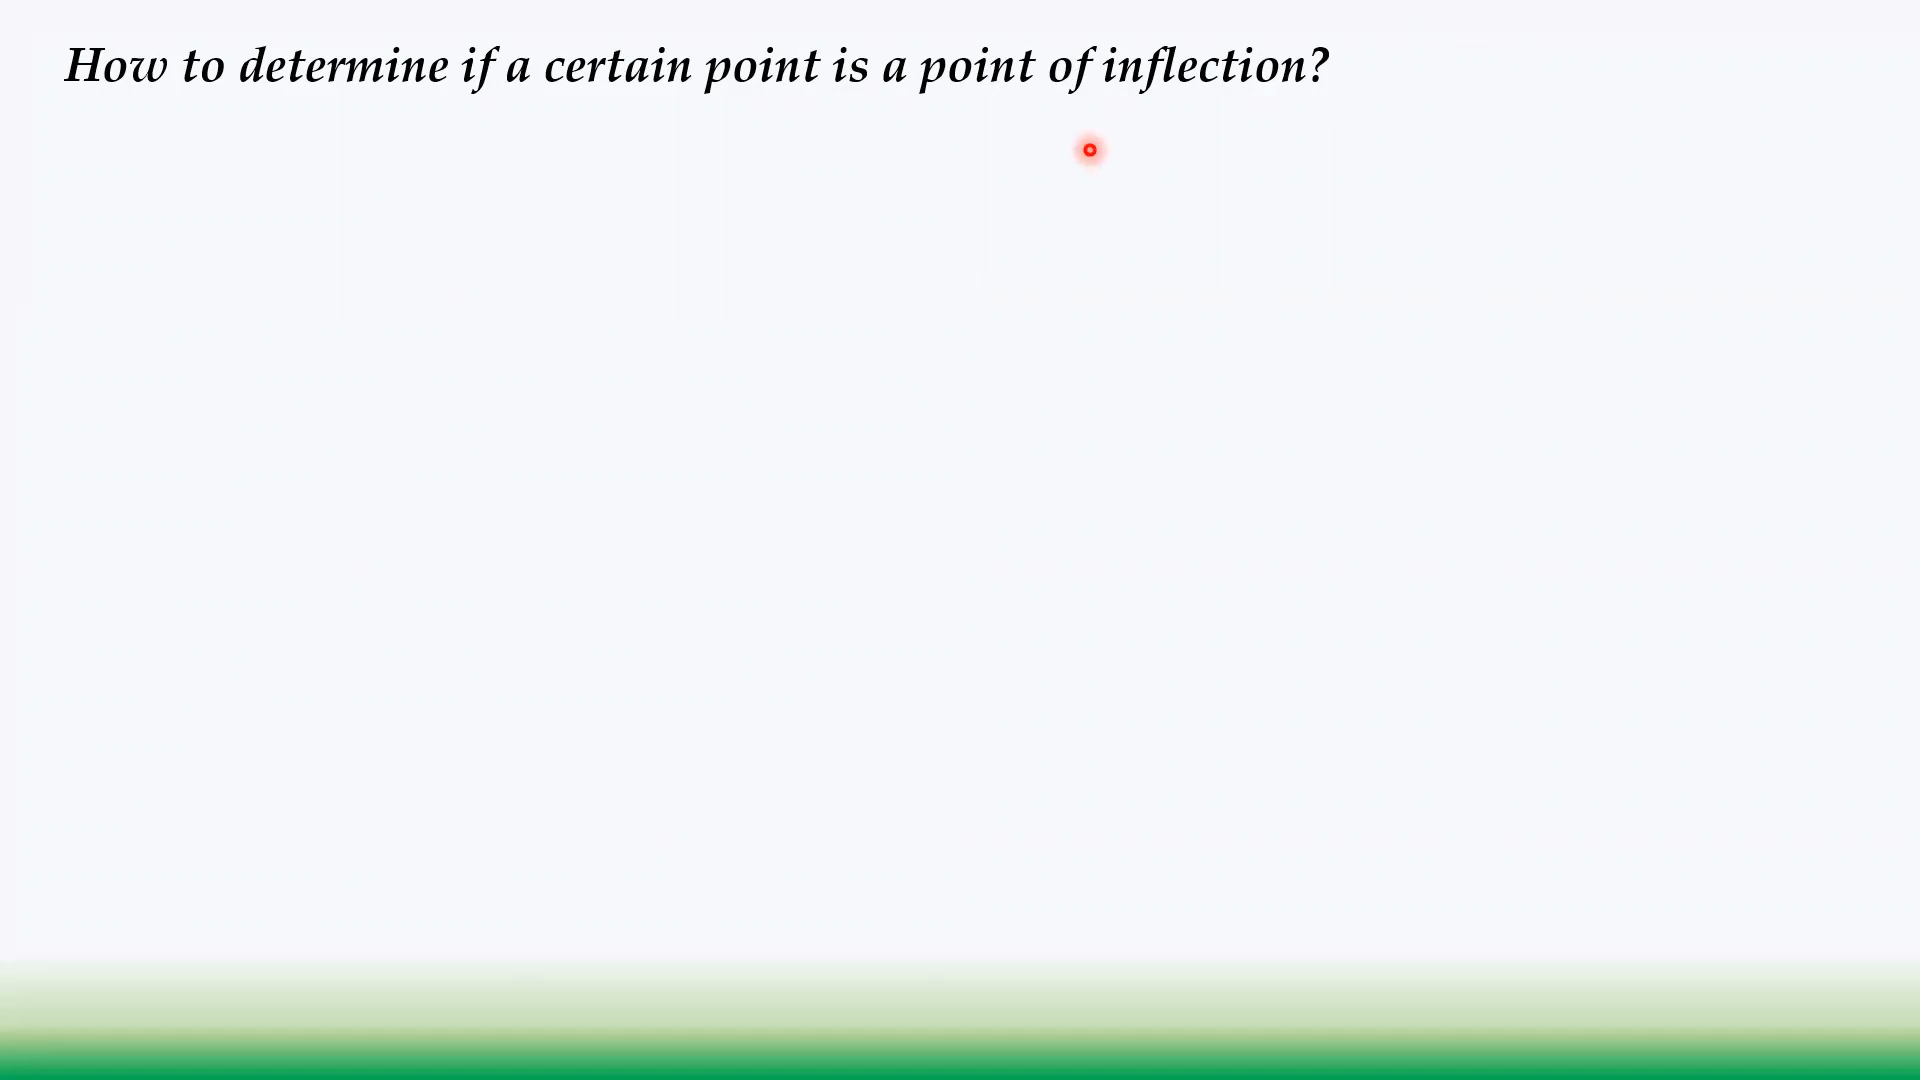 How to determine if a certain point is a point of inflection?